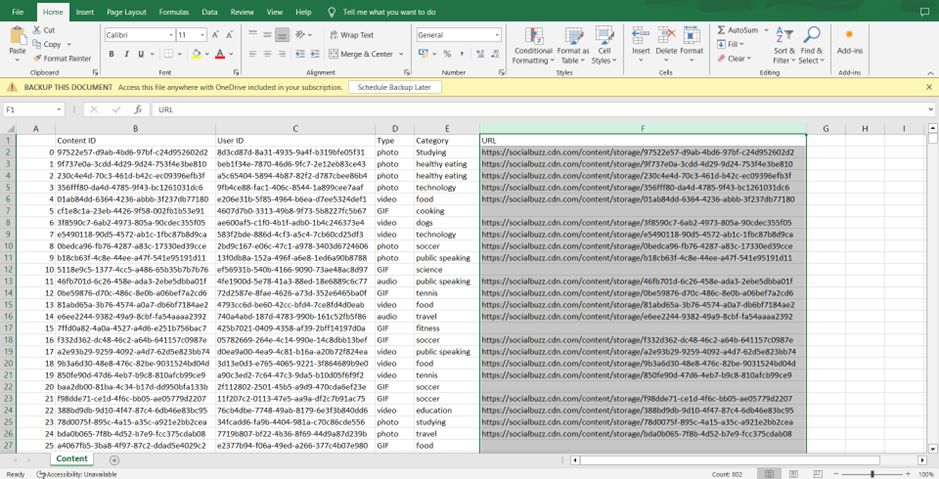 File Home Insert Page Layout Formulas Data Review View Help Tell me what you want to do
Paste Cut Copy Format Painter Clipboard
Calibri 11 A A B I U A Font
Wrap Text Merge & Center Alignment
General % , Number
Conditional Formatting Format as Table Cell Styles Styles
Insert Delete Format Cells
AutoSum Fill Clear Sort & Filter Find & Select Editing
Add-ins Add-ins
BACKUP THIS DOCUMENT Access this file anywhere with OneDrive included in your subscription. Schedule Backup Later
F1 fx URL
A B C D E F G H I
1 Content ID User ID Type Category URL
2 0 97522e57-d9ab-4bd6-97bf-c24d952602d2 8d3cd87d-8a31-4935-9a4f-b319bfe05f31 photo Studying https://socialbuzz.cdn.com/content/storage/97522e57-d9ab-4bd6-97bf-c24d952602d2
3 1 9f737e0a-3cdd-4d29-9d24-753f4e3be810 beb1f34e-7870-46d6-9fc7-2e12eb83ce43 photo healthy eating https://socialbuzz.cdn.com/content/storage/9f737e0a-3cdd-4d29-9d24-753f4e3be810
4 2 230c4e4d-70c3-461d-b42c-ec09396efb3f a5c65404-5894-4b87-82f2-d787cbee86b4 photo healthy eating https://socialbuzz.cdn.com/content/storage/230c4e4d-70c3-461d-b42c-ec09396efb3f
5 3 356fff80-da4d-4785-9f43-bc1261031dc6 9fb4ce88-fac1-406c-8544-1a899cee7aaf photo technology https://socialbuzz.cdn.com/content/storage/356fff80-da4d-4785-9f43-bc1261031dc6
6 4 01ab84dd-6364-4236-abbb-3f237db77180 e206e31b-5f85-4964-b6ea-d7ee5324def1 video food https://socialbuzz.cdn.com/content/storage/01ab84dd-6364-4236-abbb-3f237db77180
7 5 cf1e8c1a-23eb-4426-9f58-002fb1b53e91 4607d7b0-3313-49b8-9f73-5b8227fc5b67 GIF cooking
8 6 3f8590c7-6ab2-4973-805a-90cdec355f05 ae600af5-c1f0-4b1f-adb0-1b4c246373e4 video dogs https://socialbuzz.cdn.com/content/storage/3f8590c7-6ab2-4973-805a-90cdec355f05
9 7 e5490118-90d5-4572-ab1c-1fbc87b8d9ca 583f2bde-886d-4cf3-a5c4-7cb60cd25df3 video technology https://socialbuzz.cdn.com/content/storage/e5490118-90d5-4572-ab1c-1fbc87b8d9ca
10 8 0bedca96-fb76-4287-a83c-17330ed39cce 2bd9c167-e06c-47c1-a978-3403d6724606 photo soccer https://socialbuzz.cdn.com/content/storage/0bedca96-fb76-4287-a83c-17330ed39cce
11 9 b18cb63f-4c8e-44ee-a47f-541e95191d11 13f0db8a-152a-496f-a6e8-1ed6a90b8788 photo public speaking https://socialbuzz.cdn.com/content/storage/b18cb63f-4c8e-44ee-a47f-541e95191d11
12 10 5118e9c5-1377-4cc5-a486-65b35b7b7b76 ef56931b-540b-4166-9090-73ae48ac8d97 GIF science
13 11 46fb701d-6c26-458e-ada3-2ebe5dbba01f 4fe1900d-5e78-41a3-88ed-18e6889c6c77 audio public speaking https://socialbuzz.cdn.com/content/storage/46fb701d-6c26-458e-ada3-2ebe5dbba01f
14 12 0be59876-d70c-486c-8e0b-a06bef7a2cd6 72d2587e-8fae-4626-a73d-352e6465ba0f GIF tennis https://socialbuzz.cdn.com/content/storage/0be59876-d70c-486c-8e0b-a06bef7a2cd6
15 13 81abd65a-3b76-4574-a0a7-db6bf7184ae2 4793cc6d-be60-42cc-bfd4-7ce8fd4d0eab video food https://socialbuzz.cdn.com/content/storage/81abd65a-3b76-4574-a0a7-db6bf7184ae2
16 14 e6ee2244-9382-49a9-8cbf-fa54aaaa2392 740a4abd-187d-4783-990b-161c52fb5f86 audio travel https://socialbuzz.cdn.com/content/storage/e6ee2244-9382-49a9-8cbf-fa54aaaa2392
17 15 7ffd0a82-4a0a-4527-a4d6-e251b756bac7 425b7021-0409-4358-af39-2bff14197d0a GIF fitness
18 16 f332d362-dc48-46c2-a64b-641157cd0987e 05782669-264e-4c14-990e-14c8dbb13bef GIF soccer https://socialbuzz.cdn.com/content/storage/f332d362-dc48-46c2-a64b-641158cd0987e
19 17 a2e93b29-9259-4092-a4d7-62d5e823bb74 d0ea9a00-4ea9-4c81-b16a-a20b72f824ea video public speaking https://socialbuzz.cdn.com/content/storage/a2e93b29-9259-4092-a4d7-62d5e823bb74
20 18 9b3a6d30-48e8-476c-82be-9031524bd04d 3d13e0d3-e765-4065-9221-3f864689b9e0 video food https://socialbuzz.cdn.com/content/storage/9b3a6d30-48e8-476c-82be-9031524bd04d
21 19 850fe90d-47d6-4eb7-b9c8-810afcb99ce9 a90c3ed2-7c64-47c3-9da5-b10d05f6f9f2 video tennis https://socialbuzz.cdn.com/content/storage/850fe90d-47d6-4eb7-b9c8-810afcb99ce9
22 20 baa2db00-81ba-4c34-b17d-dd950bfa133b 2f112802-2501-45b5-a9d9-470cda6ef23e GIF soccer
23 21 f98dde71-ce1d-4f6c-bb05-ae05779d2207 11f207c2-0113-47e5-aa9a-df2c7b91ac75 GIF soccer https://socialbuzz.cdn.com/content/storage/f98dde71-ce1d-4f6c-bb05-ae05779d2207
24 22 388bd9db-9d10-4f47-87c4-6db46e83bc95 76cb4dbe-7748-49ab-8179-6e3f3b840dd6 video education https://socialbuzz.cdn.com/content/storage/388bd9db-9d10-4f47-87c4-6db46e83bc95
25 23 78d0075f-895c-4a15-a35c-a921e2bb2cea 34fcadd6-fa9b-4404-981a-c70c86cde556 photo studying https://socialbuzz.cdn.com/content/storage/78d0075f-895c-4a15-a35c-a921e2bb2cea
26 24 bda0b065-7f8b-4d52-b7e9-fcc375cdab08 7719b807-bf22-4b36-8f69-44d9a87d239b photo travel https://socialbuzz.cdn.com/content/storage/bda0b065-7f8b-4d52-b7e9-fcc375cdab08
27 25 a4067fb5-3ba8-4f97-87c2-ddad5e4029c2 e2377b94-f06a-49ed-a266-377c4b07e980 GIF food
Content
Ready Accessibility: Unavailable Count: 802 100%